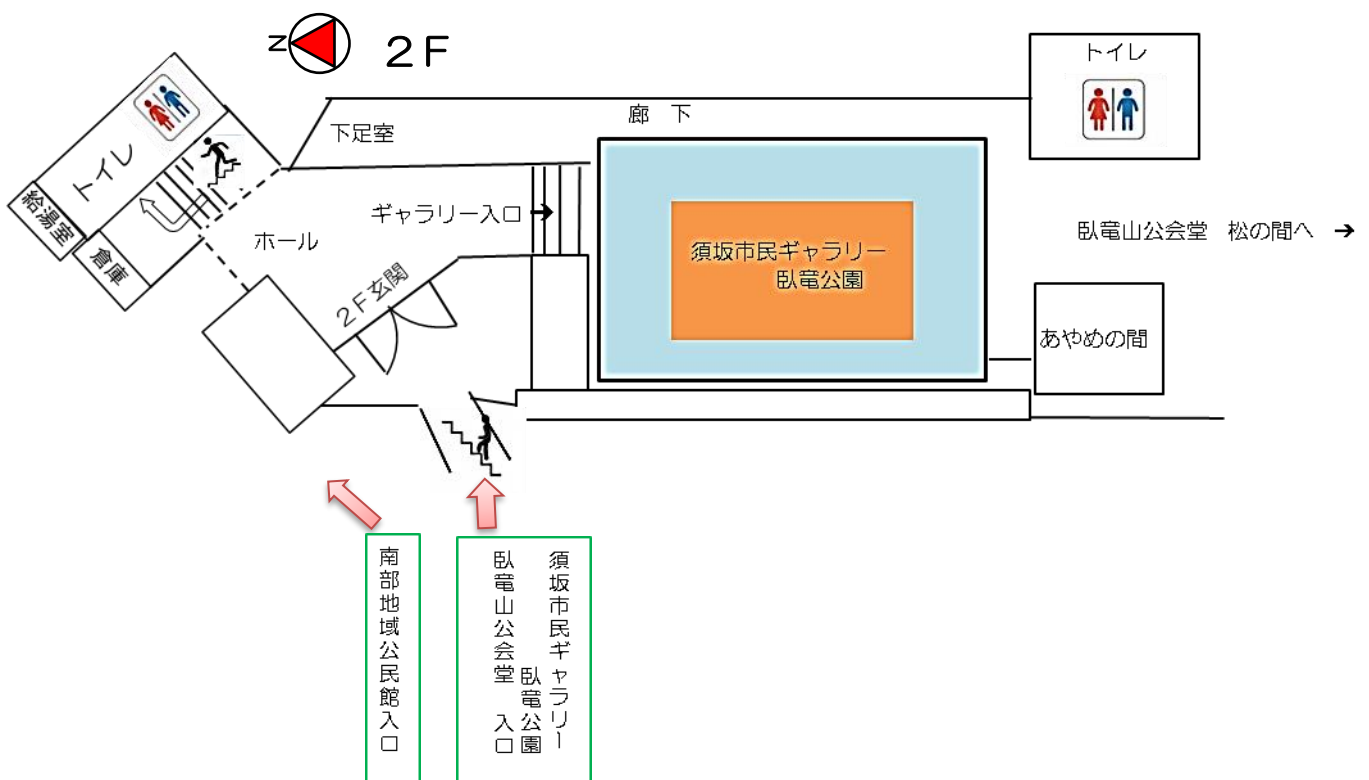 N
２Ｆ
トイレ
廊　下
下足室
トイレ
給湯室
倉庫
ギャラリー入口 →
ホール
２Ｆ玄関
須坂市民ギャラリー
臥竜公園
臥竜山公会堂　松の間へ →
あやめの間
南部地域公民館入口
須坂市民ギャラリー
臥竜公園
臥竜山公会堂　入口